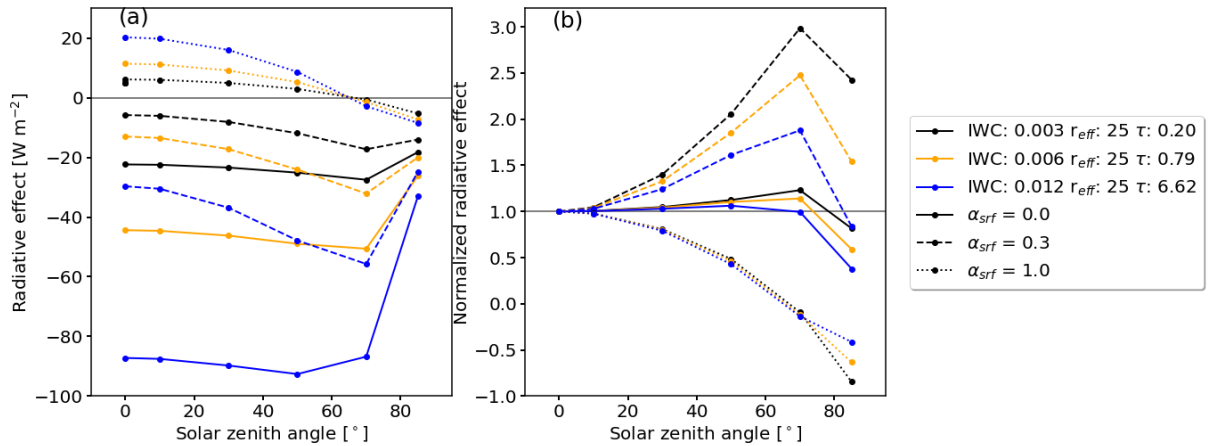 (a)
Radiative effect [W m⁻²]
20
0
−20
−40
−60
−80
−100
0 20 40 60 80
Solar zenith angle [°]
(b)
Normalized radiative effect
3.0
2.5
2.0
1.5
1.0
0.5
0.0
−0.5
−1.0
0 20 40 60 80
Solar zenith angle [°]
IWC: 0.003 r_eff: 25 τ: 0.20
IWC: 0.006 r_eff: 25 τ: 0.79
IWC: 0.012 r_eff: 25 τ: 6.62
α_srf = 0.0
α_srf = 0.3
α_srf = 1.0